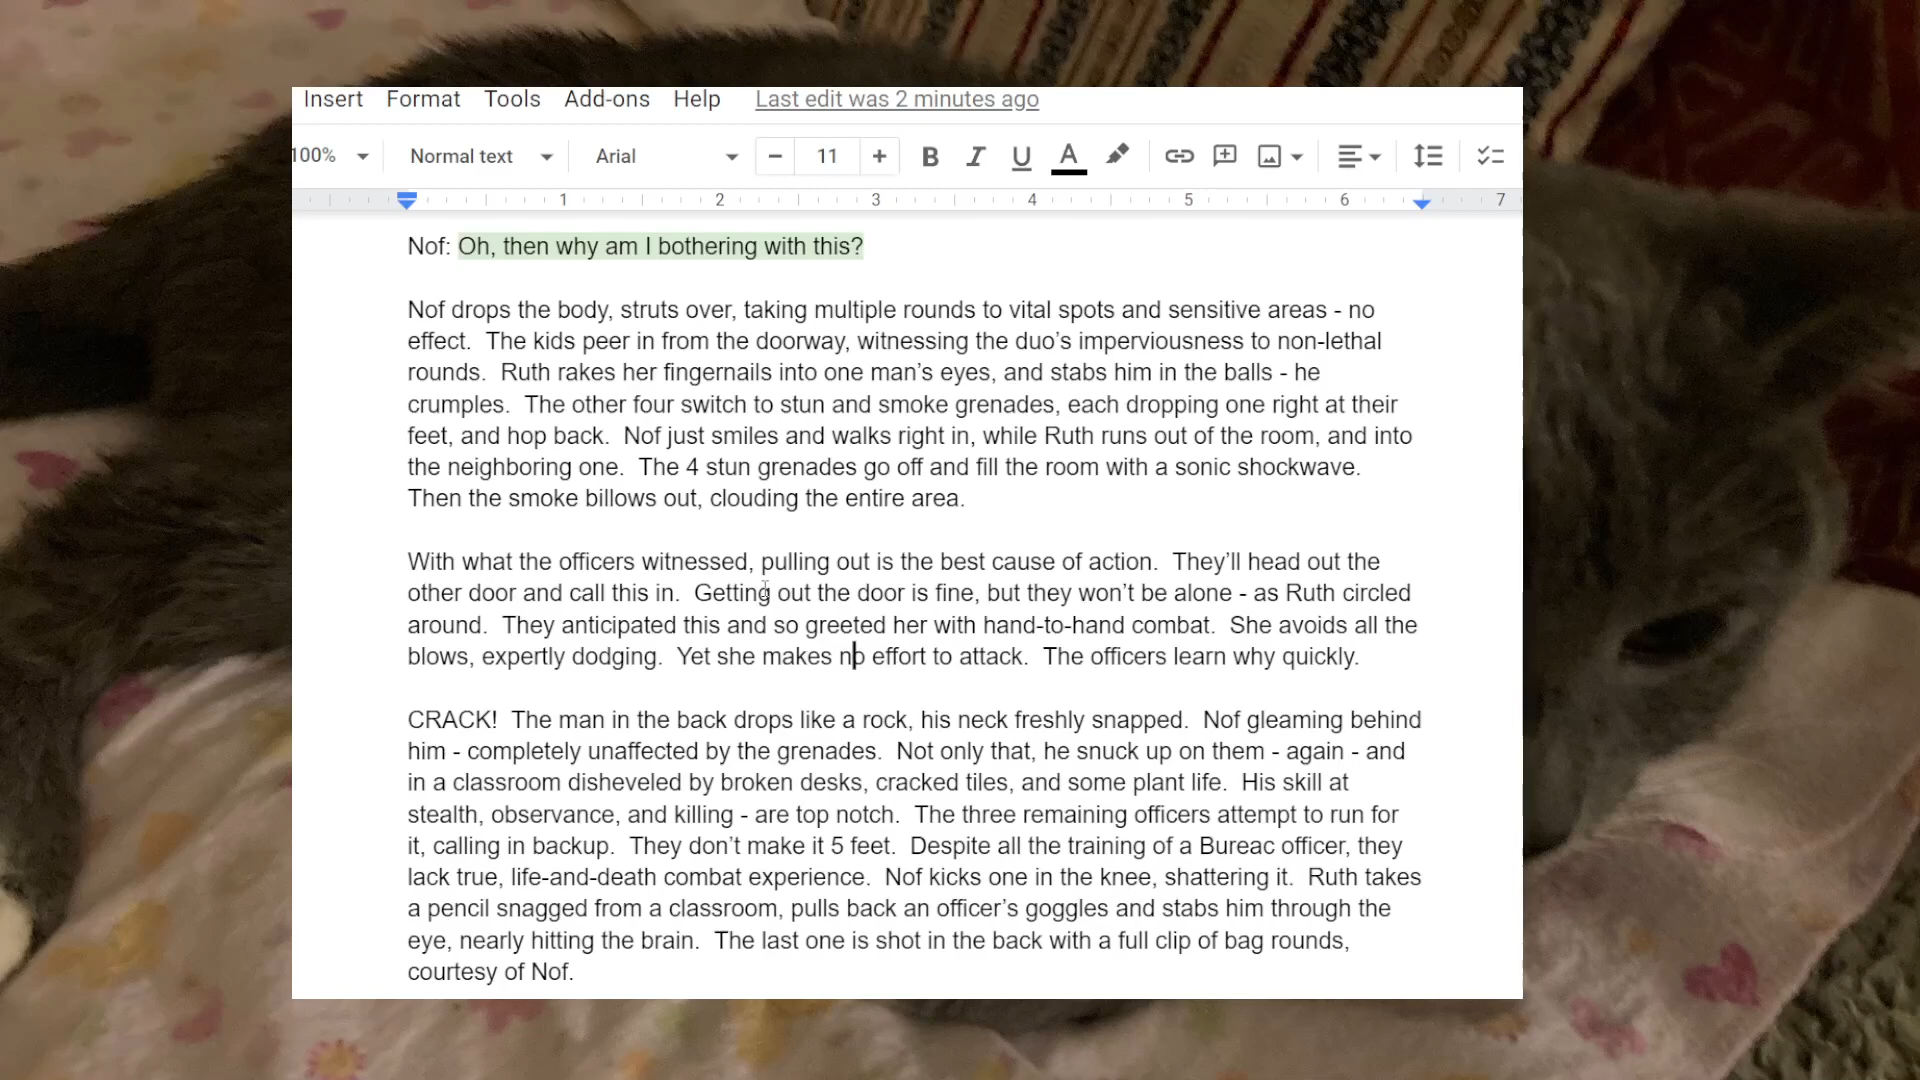 Insert Format Tools Add-ons Help Last edit was 2 minutes ago
100% Normal text Arial 11 B I U A
1 2 3 4 5 6 7
Nof: Oh, then why am I bothering with this?
Nof drops the body, struts over, taking multiple rounds to vital spots and sensitive areas - no
effect.  The kids peer in from the doorway, witnessing the duo’s imperviousness to non-lethal
rounds.  Ruth rakes her fingernails into one man’s eyes, and stabs him in the balls - he
crumples.  The other four switch to stun and smoke grenades, each dropping one right at their
feet, and hop back.  Nof just smiles and walks right in, while Ruth runs out of the room, and into
the neighboring one.  The 4 stun grenades go off and fill the room with a sonic shockwave.
Then the smoke billows out, clouding the entire area.
With what the officers witnessed, pulling out is the best cause of action.  They’ll head out the
other door and call this in.  Getting out the door is fine, but they won’t be alone - as Ruth circled
around.  They anticipated this and so greeted her with hand-to-hand combat.  She avoids all the
blows, expertly dodging.  Yet she makes no effort to attack.  The officers learn why quickly.
CRACK!  The man in the back drops like a rock, his neck freshly snapped.  Nof gleaming behind
him - completely unaffected by the grenades.  Not only that, he snuck up on them - again - and
in a classroom disheveled by broken desks, cracked tiles, and some plant life.  His skill at
stealth, observance, and killing - are top notch.  The three remaining officers attempt to run for
it, calling in backup.  They don’t make it 5 feet.  Despite all the training of a Bureac officer, they
lack true, life-and-death combat experience.  Nof kicks one in the knee, shattering it.  Ruth takes
a pencil snagged from a classroom, pulls back an officer’s goggles and stabs him through the
eye, nearly hitting the brain.  The last one is shot in the back with a full clip of bag rounds,
courtesy of Nof.